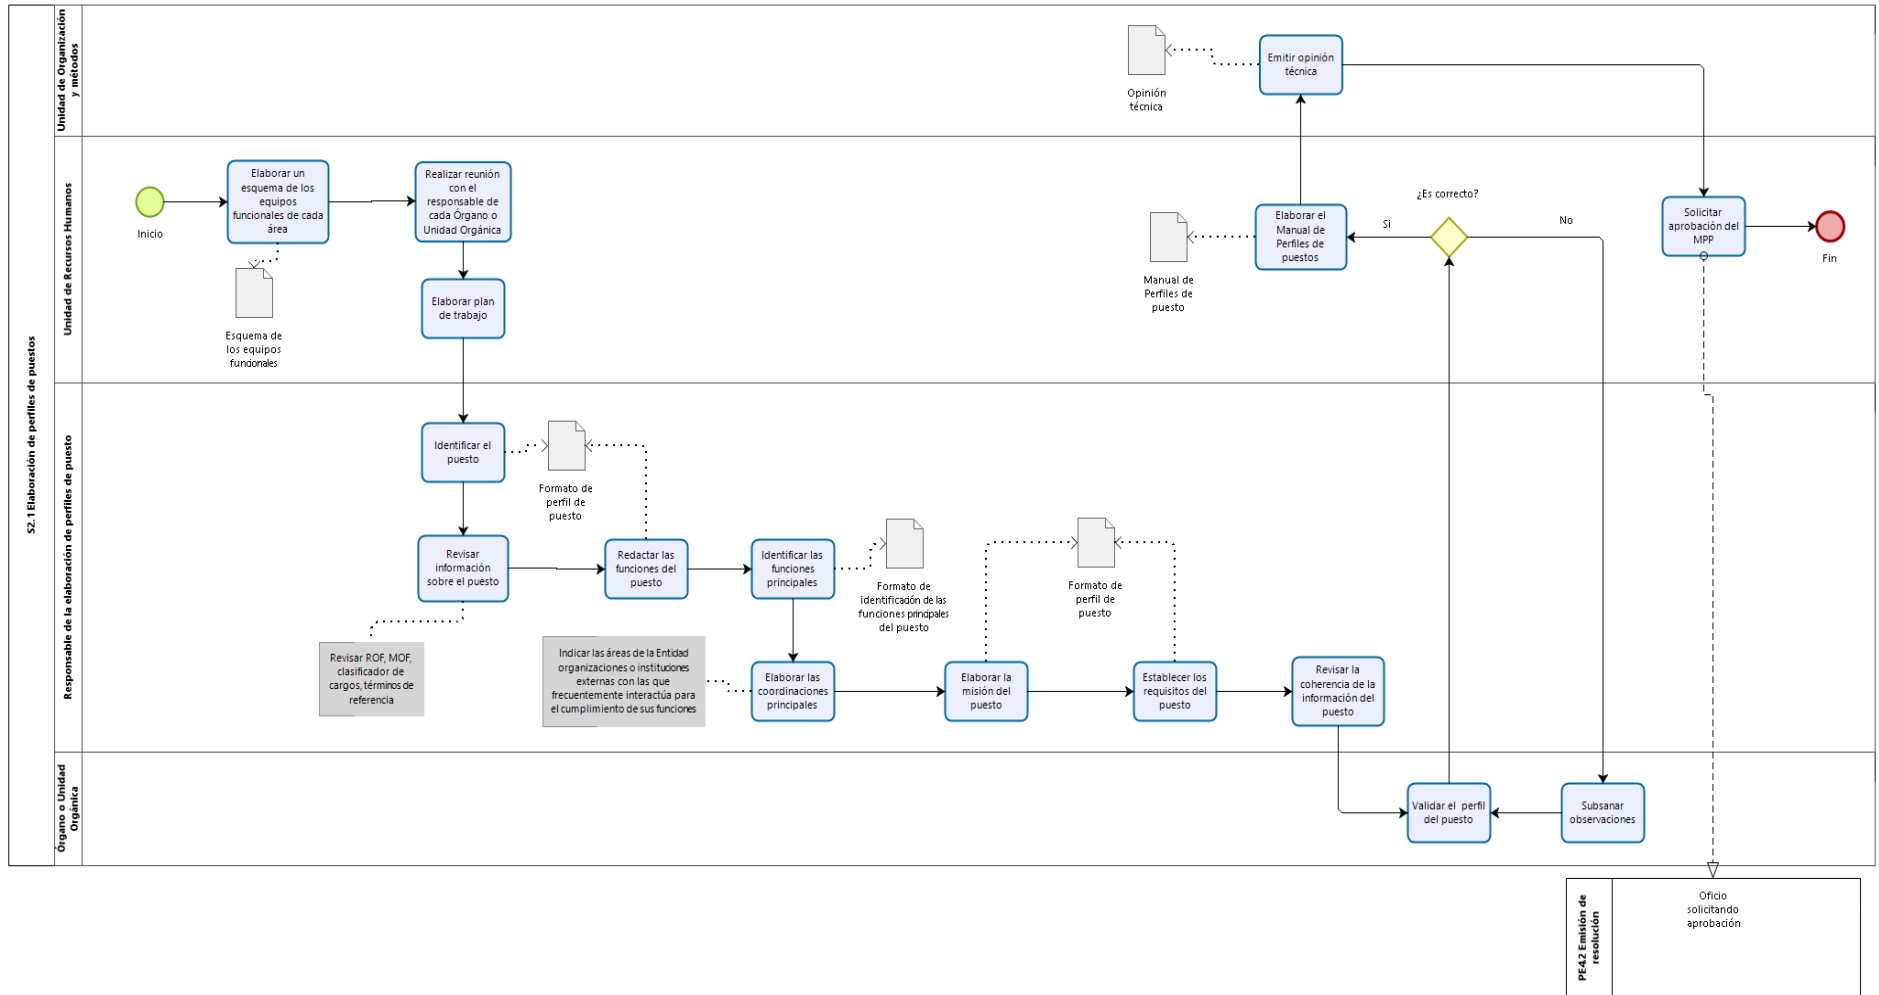 S2.1 Elaboración de perfiles de puestos
Unidad de Organización
y métodos
Opinión
técnica
Emitir opinión
técnica
Unidad de Recursos Humanos
Inicio
Elaborar un
esquema de los
equipos
funcionales de cada
área
Esquema de
los equipos
funcionales
Realizar reunión
con el
responsable de
cada Órgano o
Unidad Orgánica
Elaborar plan
de trabajo
Manual de
Perfiles de
puesto
Elaborar el
Manual de
Perfiles de
puestos
Si
¿Es correcto?
No
Solicitar
aprobación del
MPP
Fin
Responsable de la elaboración de perfiles de puesto
Identificar el
puesto
Formato de
perfil de
puesto
Revisar
información
sobre el puesto
Redactar las
funciones del
puesto
Identificar las
funciones
principales
Formato de
identificación de las
funciones principales
del puesto
Formato de
perfil de
puesto
Revisar ROF, MOF,
clasificador de
cargos, términos de
referencia
Indicar las áreas de la Entidad
organizaciones o instituciones
externas con las que
frecuentemente interactúa para
el cumplimiento de sus funciones
Elaborar las
coordinaciones
principales
Elaborar la
misión del
puesto
Establecer los
requisitos del
puesto
Revisar la
coherencia de la
información del
puesto
Órgano o Unidad
Orgánica
Validar el perfil
del puesto
Subsanar
observaciones
PE4.2 Emisión de
resolución
Oficio
solicitando
aprobación